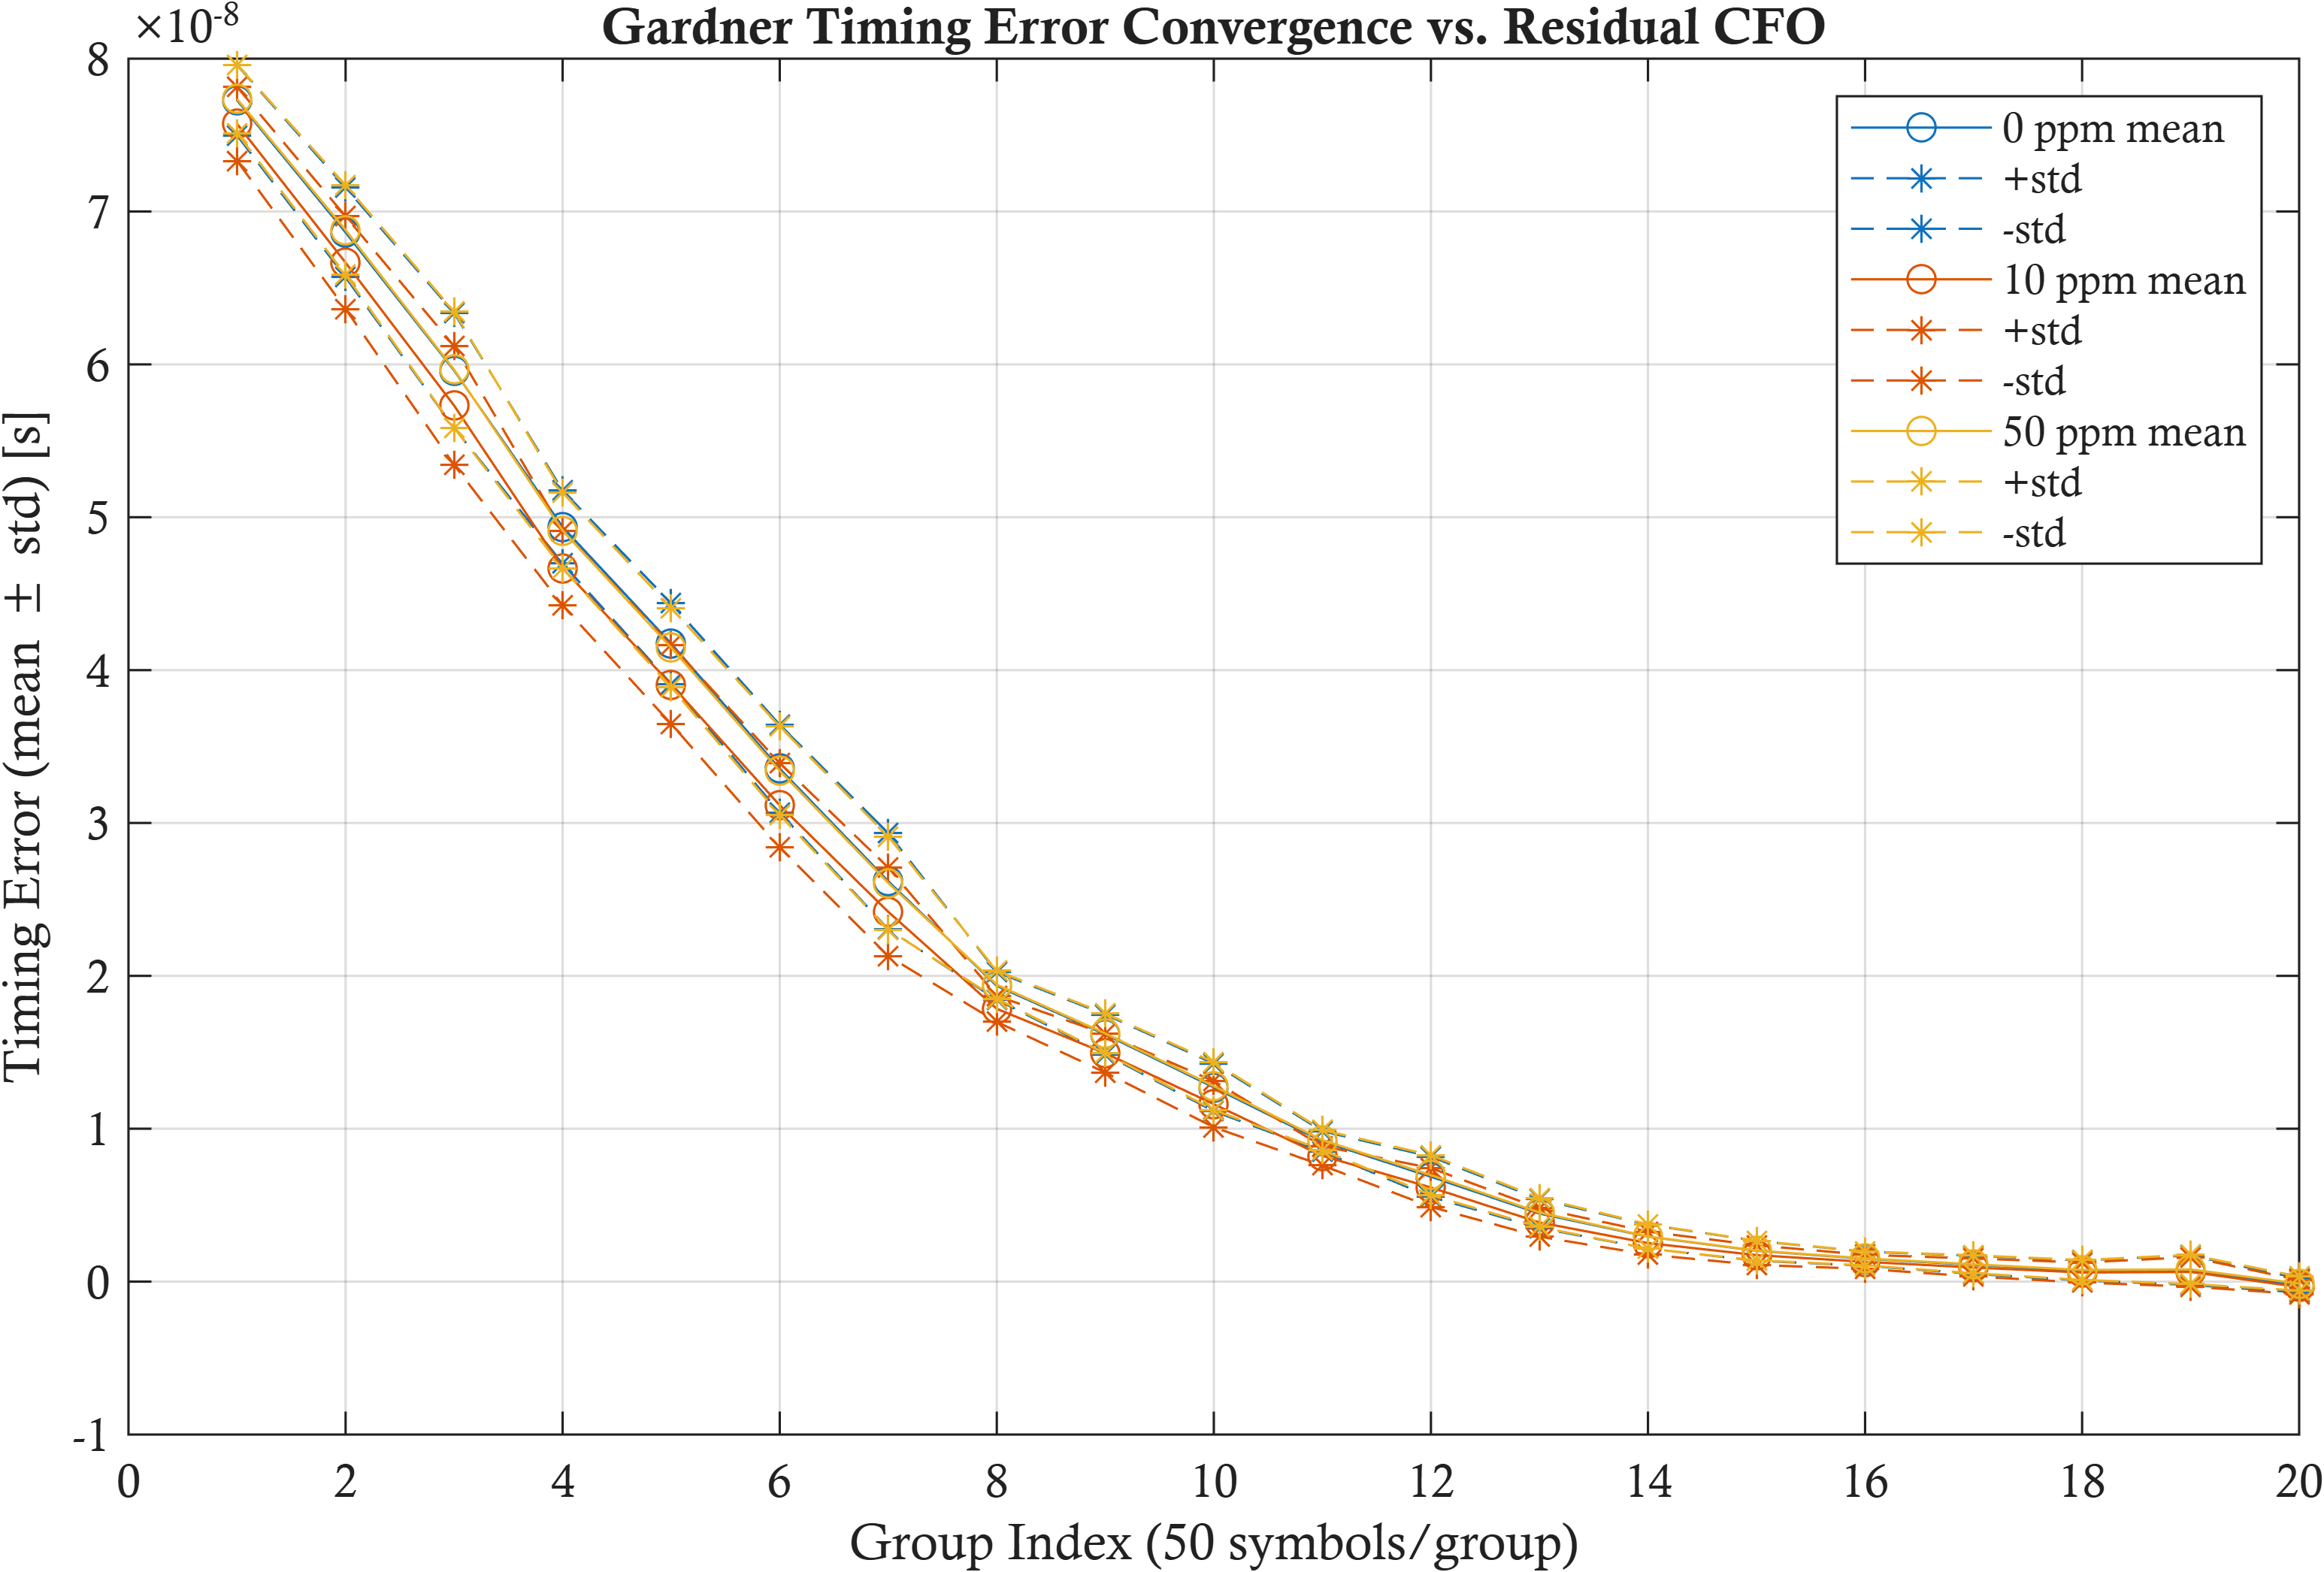 Gardner Timing Error Convergence vs. Residual CFO
×10-8
8
7
6
5
4
3
2
1
0
-1
Timing Error (mean ± std) [s]
0 ppm mean
+std
-std
10 ppm mean
+std
-std
50 ppm mean
+std
-std
0 2 4 6 8 10 12 14 16 18 20
Group Index (50 symbols/group)